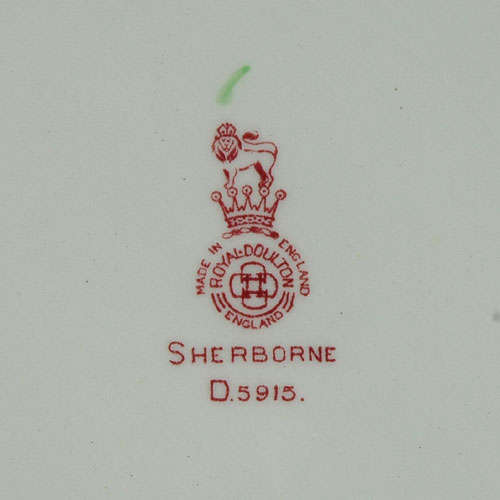 MADE IN ENGLAND
ROYAL·DOULTON
ENGLAND
SHERBORNE
D.5915.